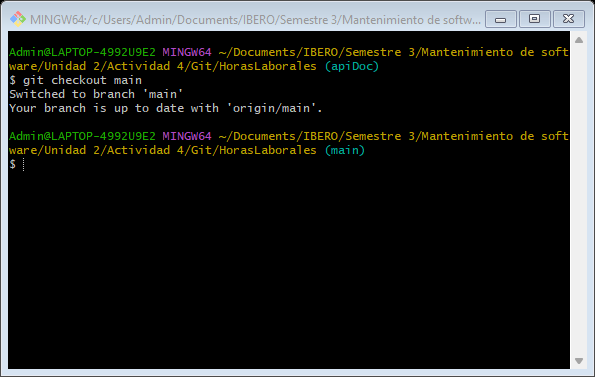 MINGW64:/c/Users/Admin/Documents/IBERO/Semestre 3/Mantenimiento de softw...
Admin@LAPTOP-4992U9E2 MINGW64 ~/Documents/IBERO/Semestre 3/Mantenimiento de soft
ware/Unidad 2/Actividad 4/Git/HorasLaborales (apiDoc)
$ git checkout main
Switched to branch 'main'
Your branch is up to date with 'origin/main'.
Admin@LAPTOP-4992U9E2 MINGW64 ~/Documents/IBERO/Semestre 3/Mantenimiento de soft
ware/Unidad 2/Actividad 4/Git/HorasLaborales (main)
$